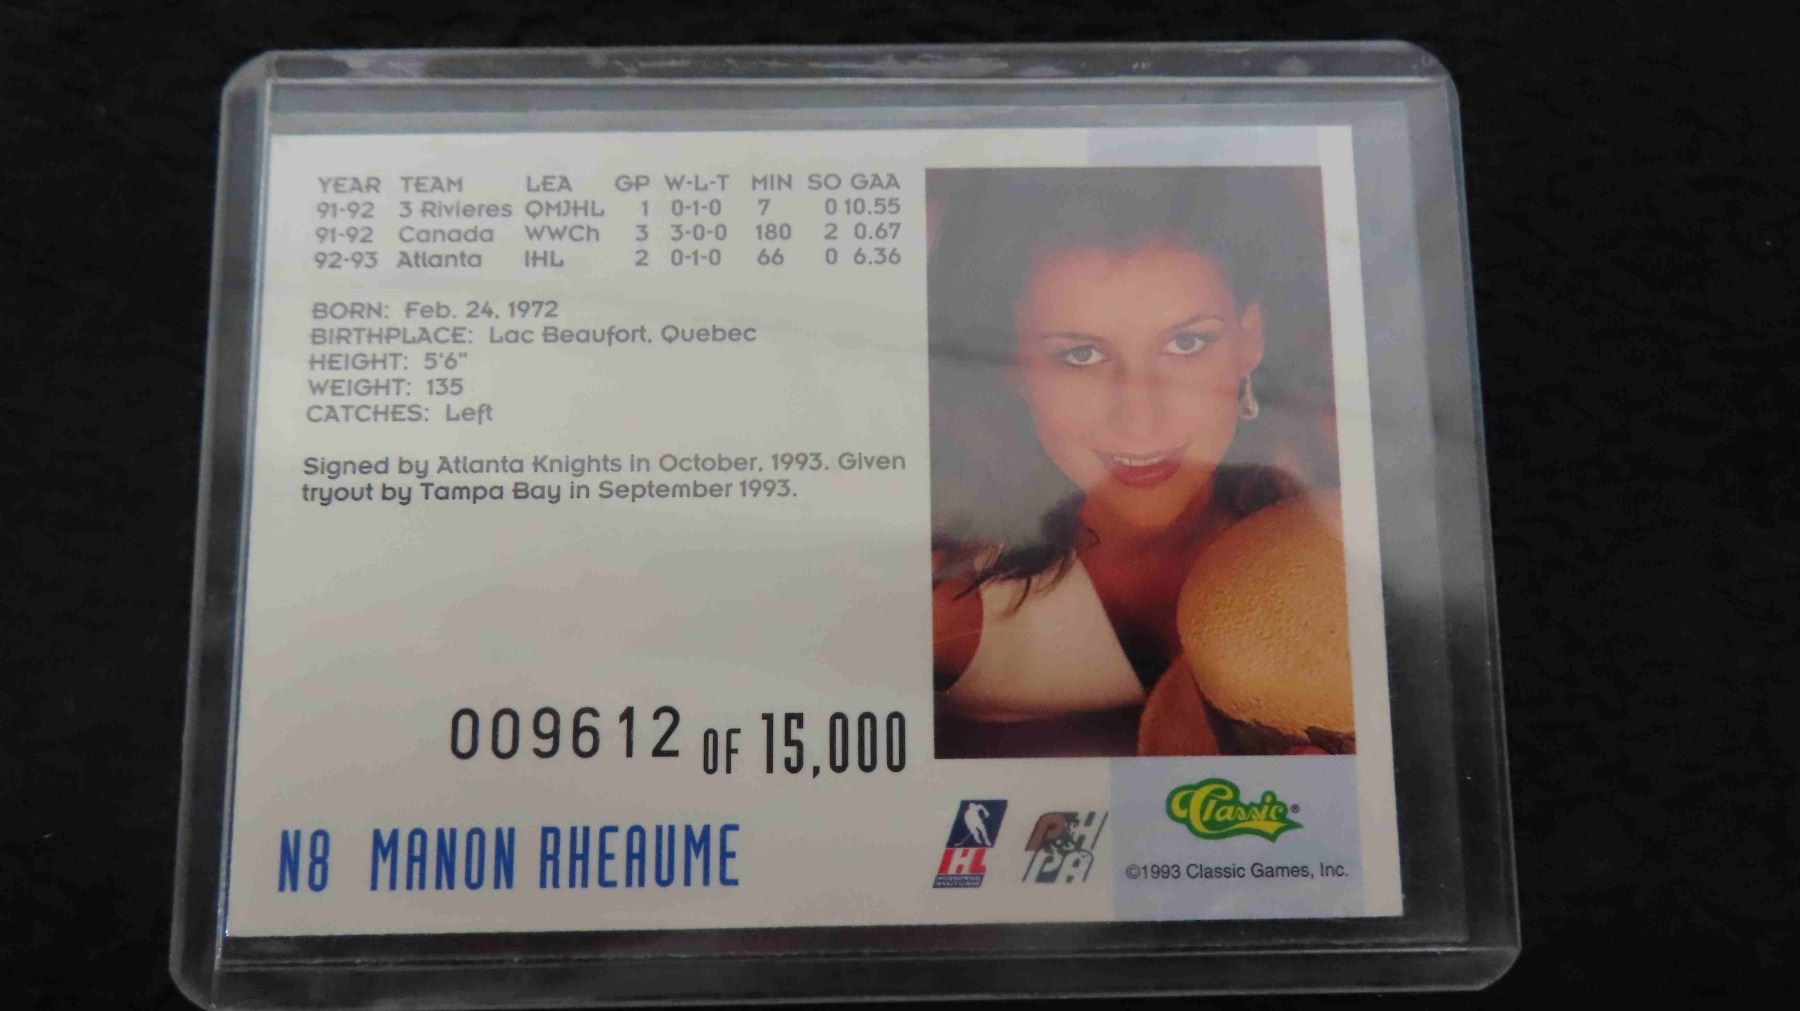 YEAR TEAM LEA GP W-L-T MIN SO GAA
91-92 3 Rivieres QMJHL 1 0-1-0 7 0 10.55
91-92 Canada WWCh 3 3-0-0 180 2 0.67
92-93 Atlanta IHL 2 0-1-0 66 0 6.36
BORN: Feb. 24, 1972
BIRTHPLACE: Lac Beaufort, Quebec
HEIGHT: 5'6"
WEIGHT: 135
CATCHES: Left
Signed by Atlanta Knights in October, 1993. Given
tryout by Tampa Bay in September 1993.
009612 OF 15,000
N8 MANON RHEAUME
IHL
PHPA
Classic®
©1993 Classic Games, Inc.